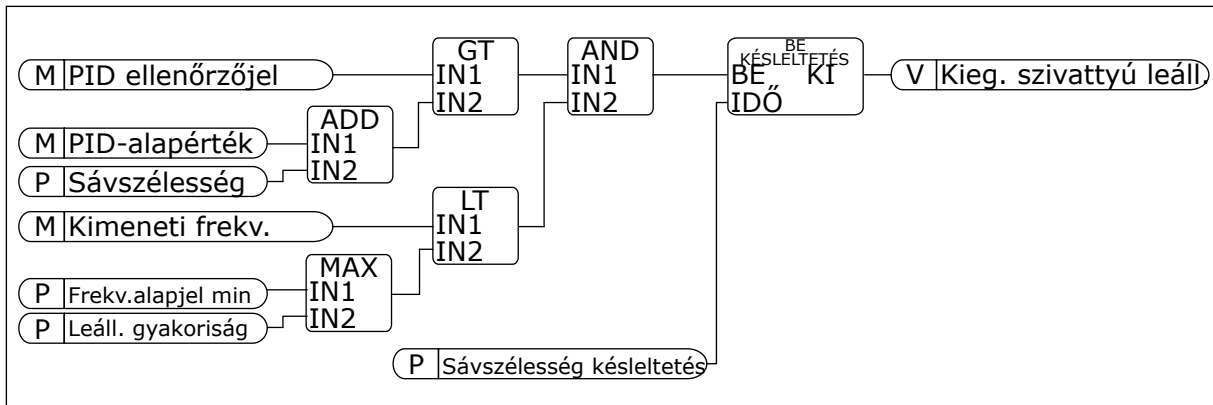 GT
AND
BE
KÉSLELTETÉS
M PID ellenőrzőjel
IN1
IN1
BE KI
V Kieg. szivattyú leáll.
IN2
IN2
IDŐ
ADD
M PID-alapérték
IN1
P Sávszélesség
IN2
LT
M Kimeneti frekv.
IN1
IN2
MAX
P Frekv.alapjel min
IN1
P Leáll. gyakoriság
IN2
P Sávszélesség késleltetés